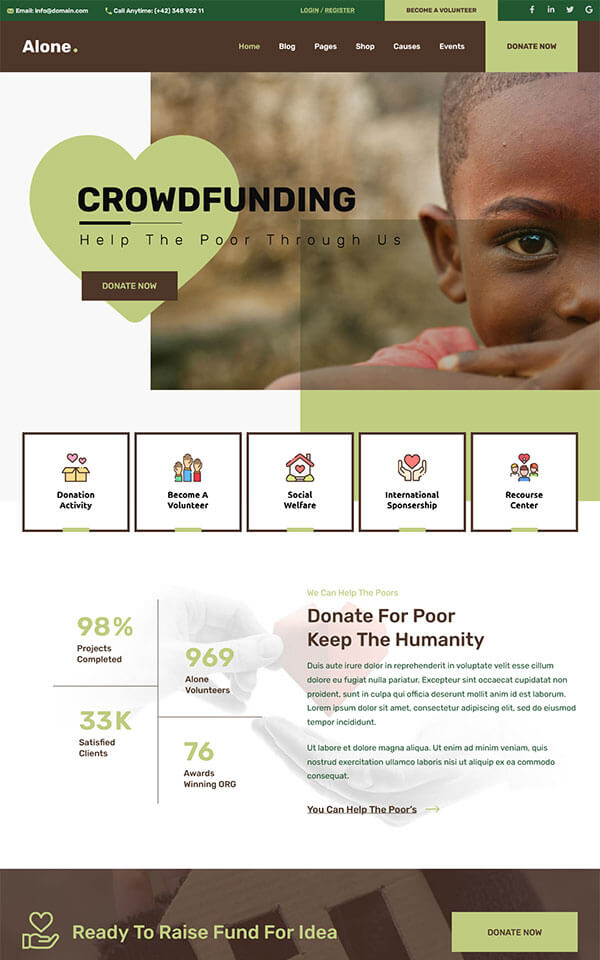 Email: info@domain.com
Call Anytime: (+42) 348 952 11
LOGIN / REGISTER
BECOME A VOLUNTEER
Alone.
Home
Blog
Pages
Shop
Causes
Events
DONATE NOW
CROWDFUNDING
Help The Poor Through Us
DONATE NOW
Donation
Activity
Become A
Volunteer
Social
Welfare
International
Sponsership
Recourse
Center
98%
Projects
Completed
969
Alone
Volunteers
33K
Satisfied
Clients
76
Awards
Winning ORG
We Can Help The Poors
Donate For Poor
Keep The Humanity
Duis aute irure dolor in reprehenderit in voluptate velit esse cillum
dolore eu fugiat nulla pariatur. Excepteur sint occaecat cupidatat non
proident, sunt in culpa qui officia deserunt mollit anim id est laborum.
Lorem ipsum dolor sit amet, consectetur adipiscing elit, sed do eiusmod
tempor incididunt.
Ut labore et dolore magna aliqua. Ut enim ad minim veniam, quis
nostrud exercitation ullamco laboris nisi ut aliquip ex ea commodo
consequat.
You Can Help The Poor's
Ready To Raise Fund For Idea
DONATE NOW